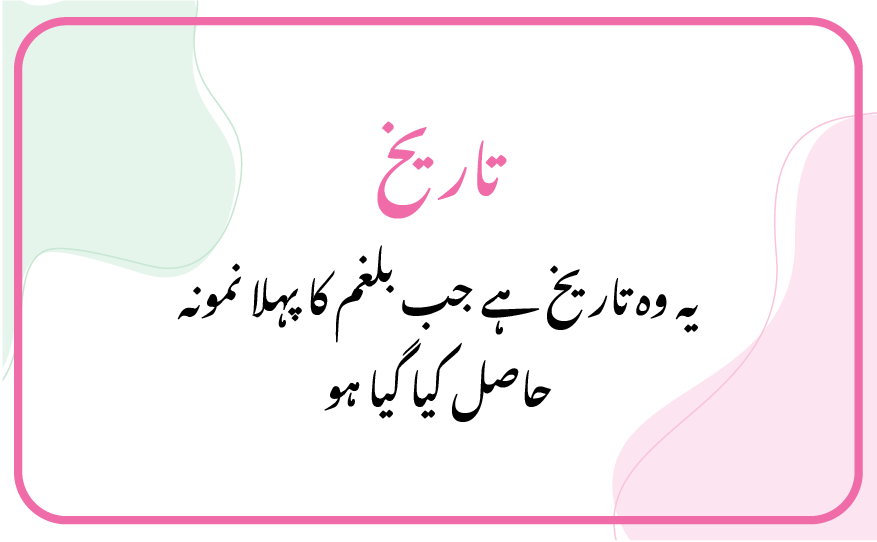 تاریخ
یہ وہ تاریخ ہے جب بلغم کا پہلا نمونہ
حاصل کیا گیا ہو